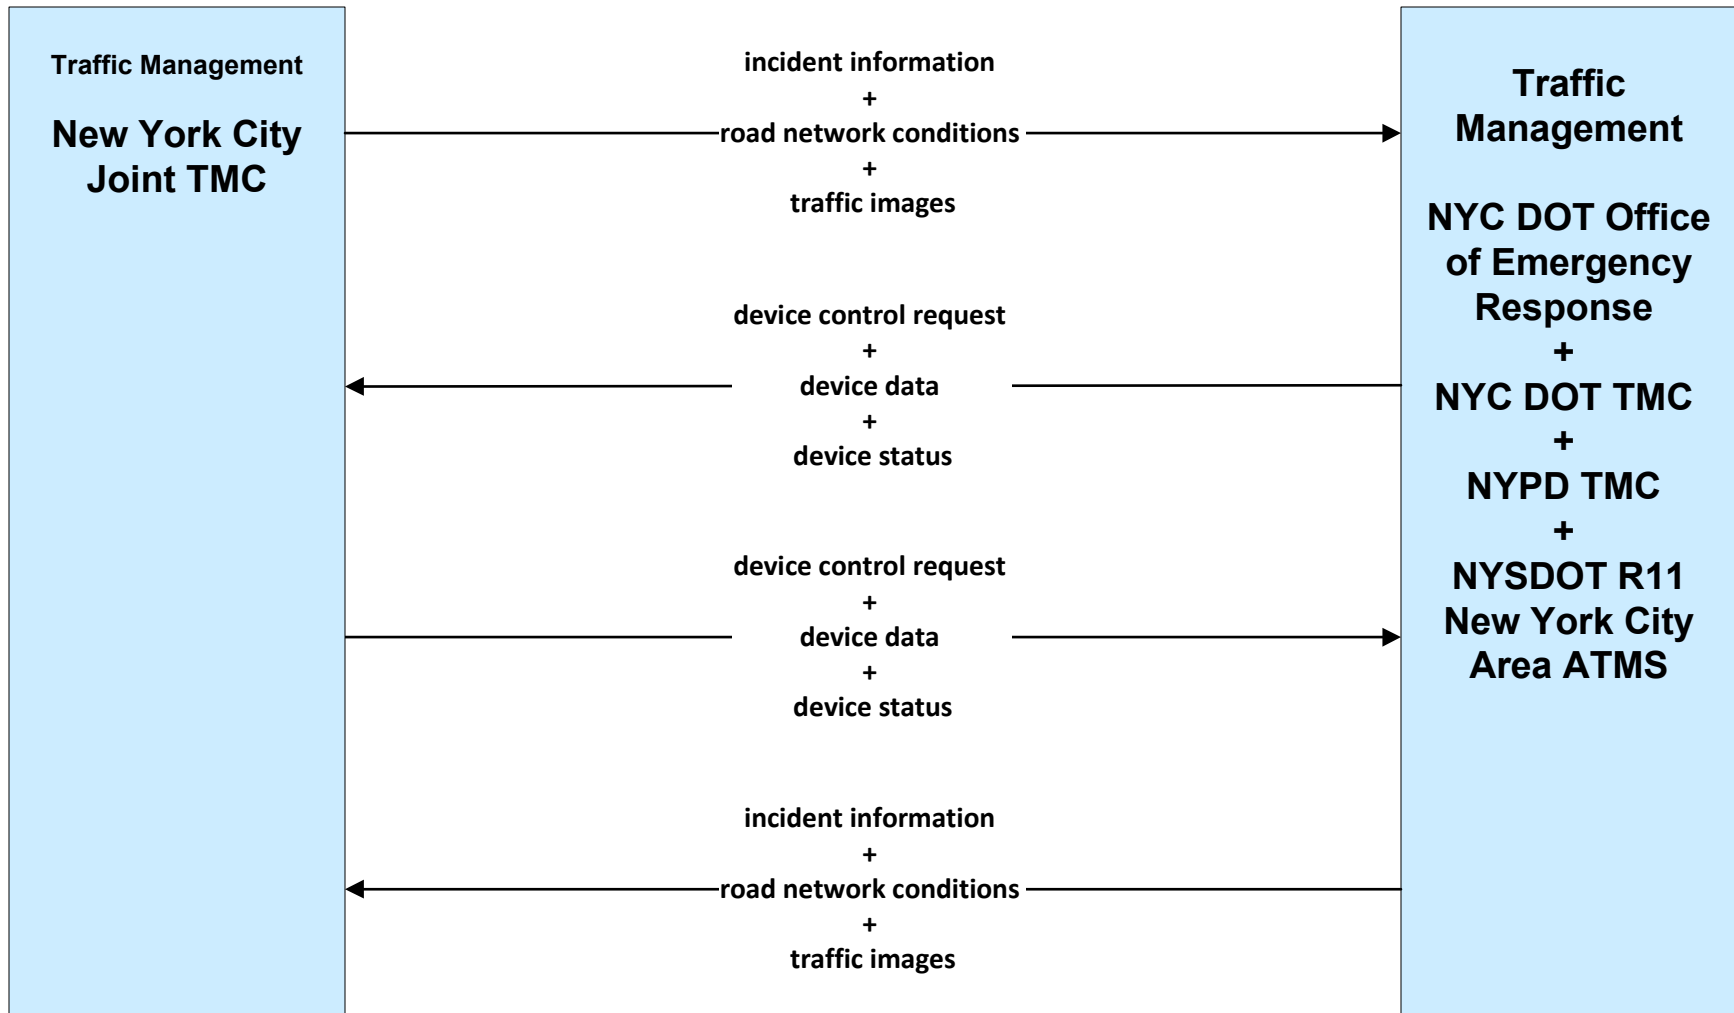 Traffic Management
New York City
Joint TMC
incident information
+
road network conditions
+
traffic images
device control request
+
device data
+
device status
device control request
+
device data
+
device status
incident information
+
road network conditions
+
traffic images
Traffic
Management
NYC DOT Office
of Emergency
Response
+
NYC DOT TMC
+
NYPD TMC
+
NYSDOT R11
New York City
Area ATMS